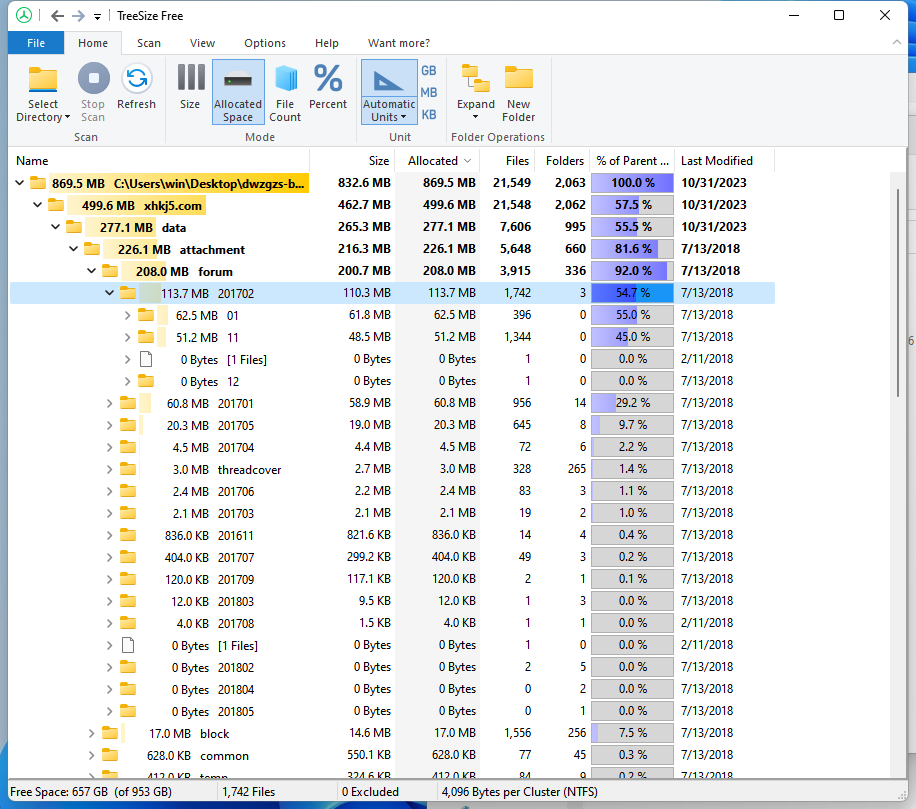 TreeSize Free
File Home Scan View Options Help Want more?
Select Directory Stop Scan Refresh Size Allocated Space File Count Percent Automatic Units GB MB KB Expand New Folder
Scan Mode Unit Folder Operations
Name Size Allocated Files Folders % of Parent ... Last Modified
869.5 MB C:\Users\win\Desktop\dwzgzs-b... 832.6 MB 869.5 MB 21,549 2,063 100.0 % 10/31/2023
499.6 MB xhkj5.com 462.7 MB 499.6 MB 21,548 2,062 57.5 % 10/31/2023
277.1 MB data 265.3 MB 277.1 MB 7,606 995 55.5 % 10/31/2023
226.1 MB attachment 216.3 MB 226.1 MB 5,648 660 81.6 % 7/13/2018
208.0 MB forum 200.7 MB 208.0 MB 3,915 336 92.0 % 7/13/2018
113.7 MB 201702 110.3 MB 113.7 MB 1,742 3 54.7 % 7/13/2018
62.5 MB 01 61.8 MB 62.5 MB 396 0 55.0 % 7/13/2018
51.2 MB 11 48.5 MB 51.2 MB 1,344 0 45.0 % 7/13/2018
0 Bytes [1 Files] 0 Bytes 0 Bytes 1 0 0.0 % 2/11/2018
0 Bytes 12 0 Bytes 0 Bytes 1 0 0.0 % 7/13/2018
60.8 MB 201701 58.9 MB 60.8 MB 956 14 29.2 % 7/13/2018
20.3 MB 201705 19.0 MB 20.3 MB 645 8 9.7 % 7/13/2018
4.5 MB 201704 4.4 MB 4.5 MB 72 6 2.2 % 7/13/2018
3.0 MB threadcover 2.7 MB 3.0 MB 328 265 1.4 % 7/13/2018
2.4 MB 201706 2.2 MB 2.4 MB 83 3 1.1 % 7/13/2018
2.1 MB 201703 2.1 MB 2.1 MB 19 2 1.0 % 7/13/2018
836.0 KB 201611 821.6 KB 836.0 KB 14 4 0.4 % 7/13/2018
404.0 KB 201707 299.2 KB 404.0 KB 49 3 0.2 % 7/13/2018
120.0 KB 201709 117.1 KB 120.0 KB 2 1 0.1 % 7/13/2018
12.0 KB 201803 9.5 KB 12.0 KB 1 3 0.0 % 7/13/2018
4.0 KB 201708 1.5 KB 4.0 KB 1 1 0.0 % 2/11/2018
0 Bytes [1 Files] 0 Bytes 0 Bytes 1 0 0.0 % 2/11/2018
0 Bytes 201802 0 Bytes 0 Bytes 2 5 0.0 % 7/13/2018
0 Bytes 201804 0 Bytes 0 Bytes 0 2 0.0 % 7/13/2018
0 Bytes 201805 0 Bytes 0 Bytes 0 1 0.0 % 7/13/2018
17.0 MB block 14.6 MB 17.0 MB 1,556 256 7.5 % 7/13/2018
628.0 KB common 550.1 KB 628.0 KB 77 45 0.3 % 7/13/2018
412.0 KB temp 324.6 KB 412.0 KB 84 9 0.2 % 7/13/2018
Free Space: 657 GB (of 953 GB) 1,742 Files 0 Excluded 4,096 Bytes per Cluster (NTFS)